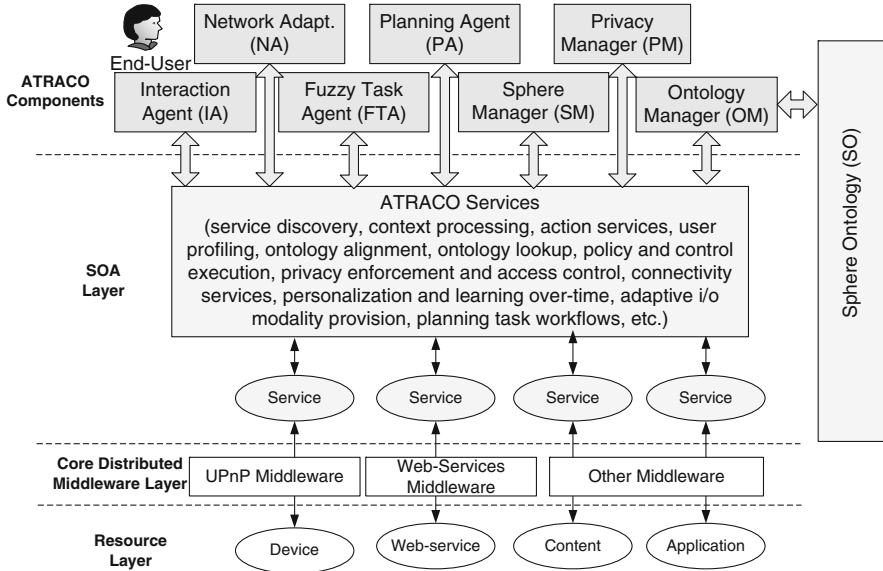 Network Adapt.
(NA)
Planning Agent
(PA)
Privacy
Manager (PM)
End-User
ATRACO
Components
Interaction
Agent (IA)
Fuzzy Task
Agent (FTA)
Sphere
Manager (SM)
Ontology
Manager (OM)
Sphere Ontology (SO)
SOA
Layer
ATRACO Services
(service discovery, context processing, action services, user
profiling, ontology alignment, ontology lookup, policy and control
execution, privacy enforcement and access control, connectivity
services, personalization and learning over-time, adaptive i/o
modality provision, planning task workflows, etc.)
Service
Service
Service
Service
Core Distributed
Middleware Layer
UPnP Middleware
Web-Services
Middleware
Other Middleware
Resource
Layer
Device
Web-service
Content
Application